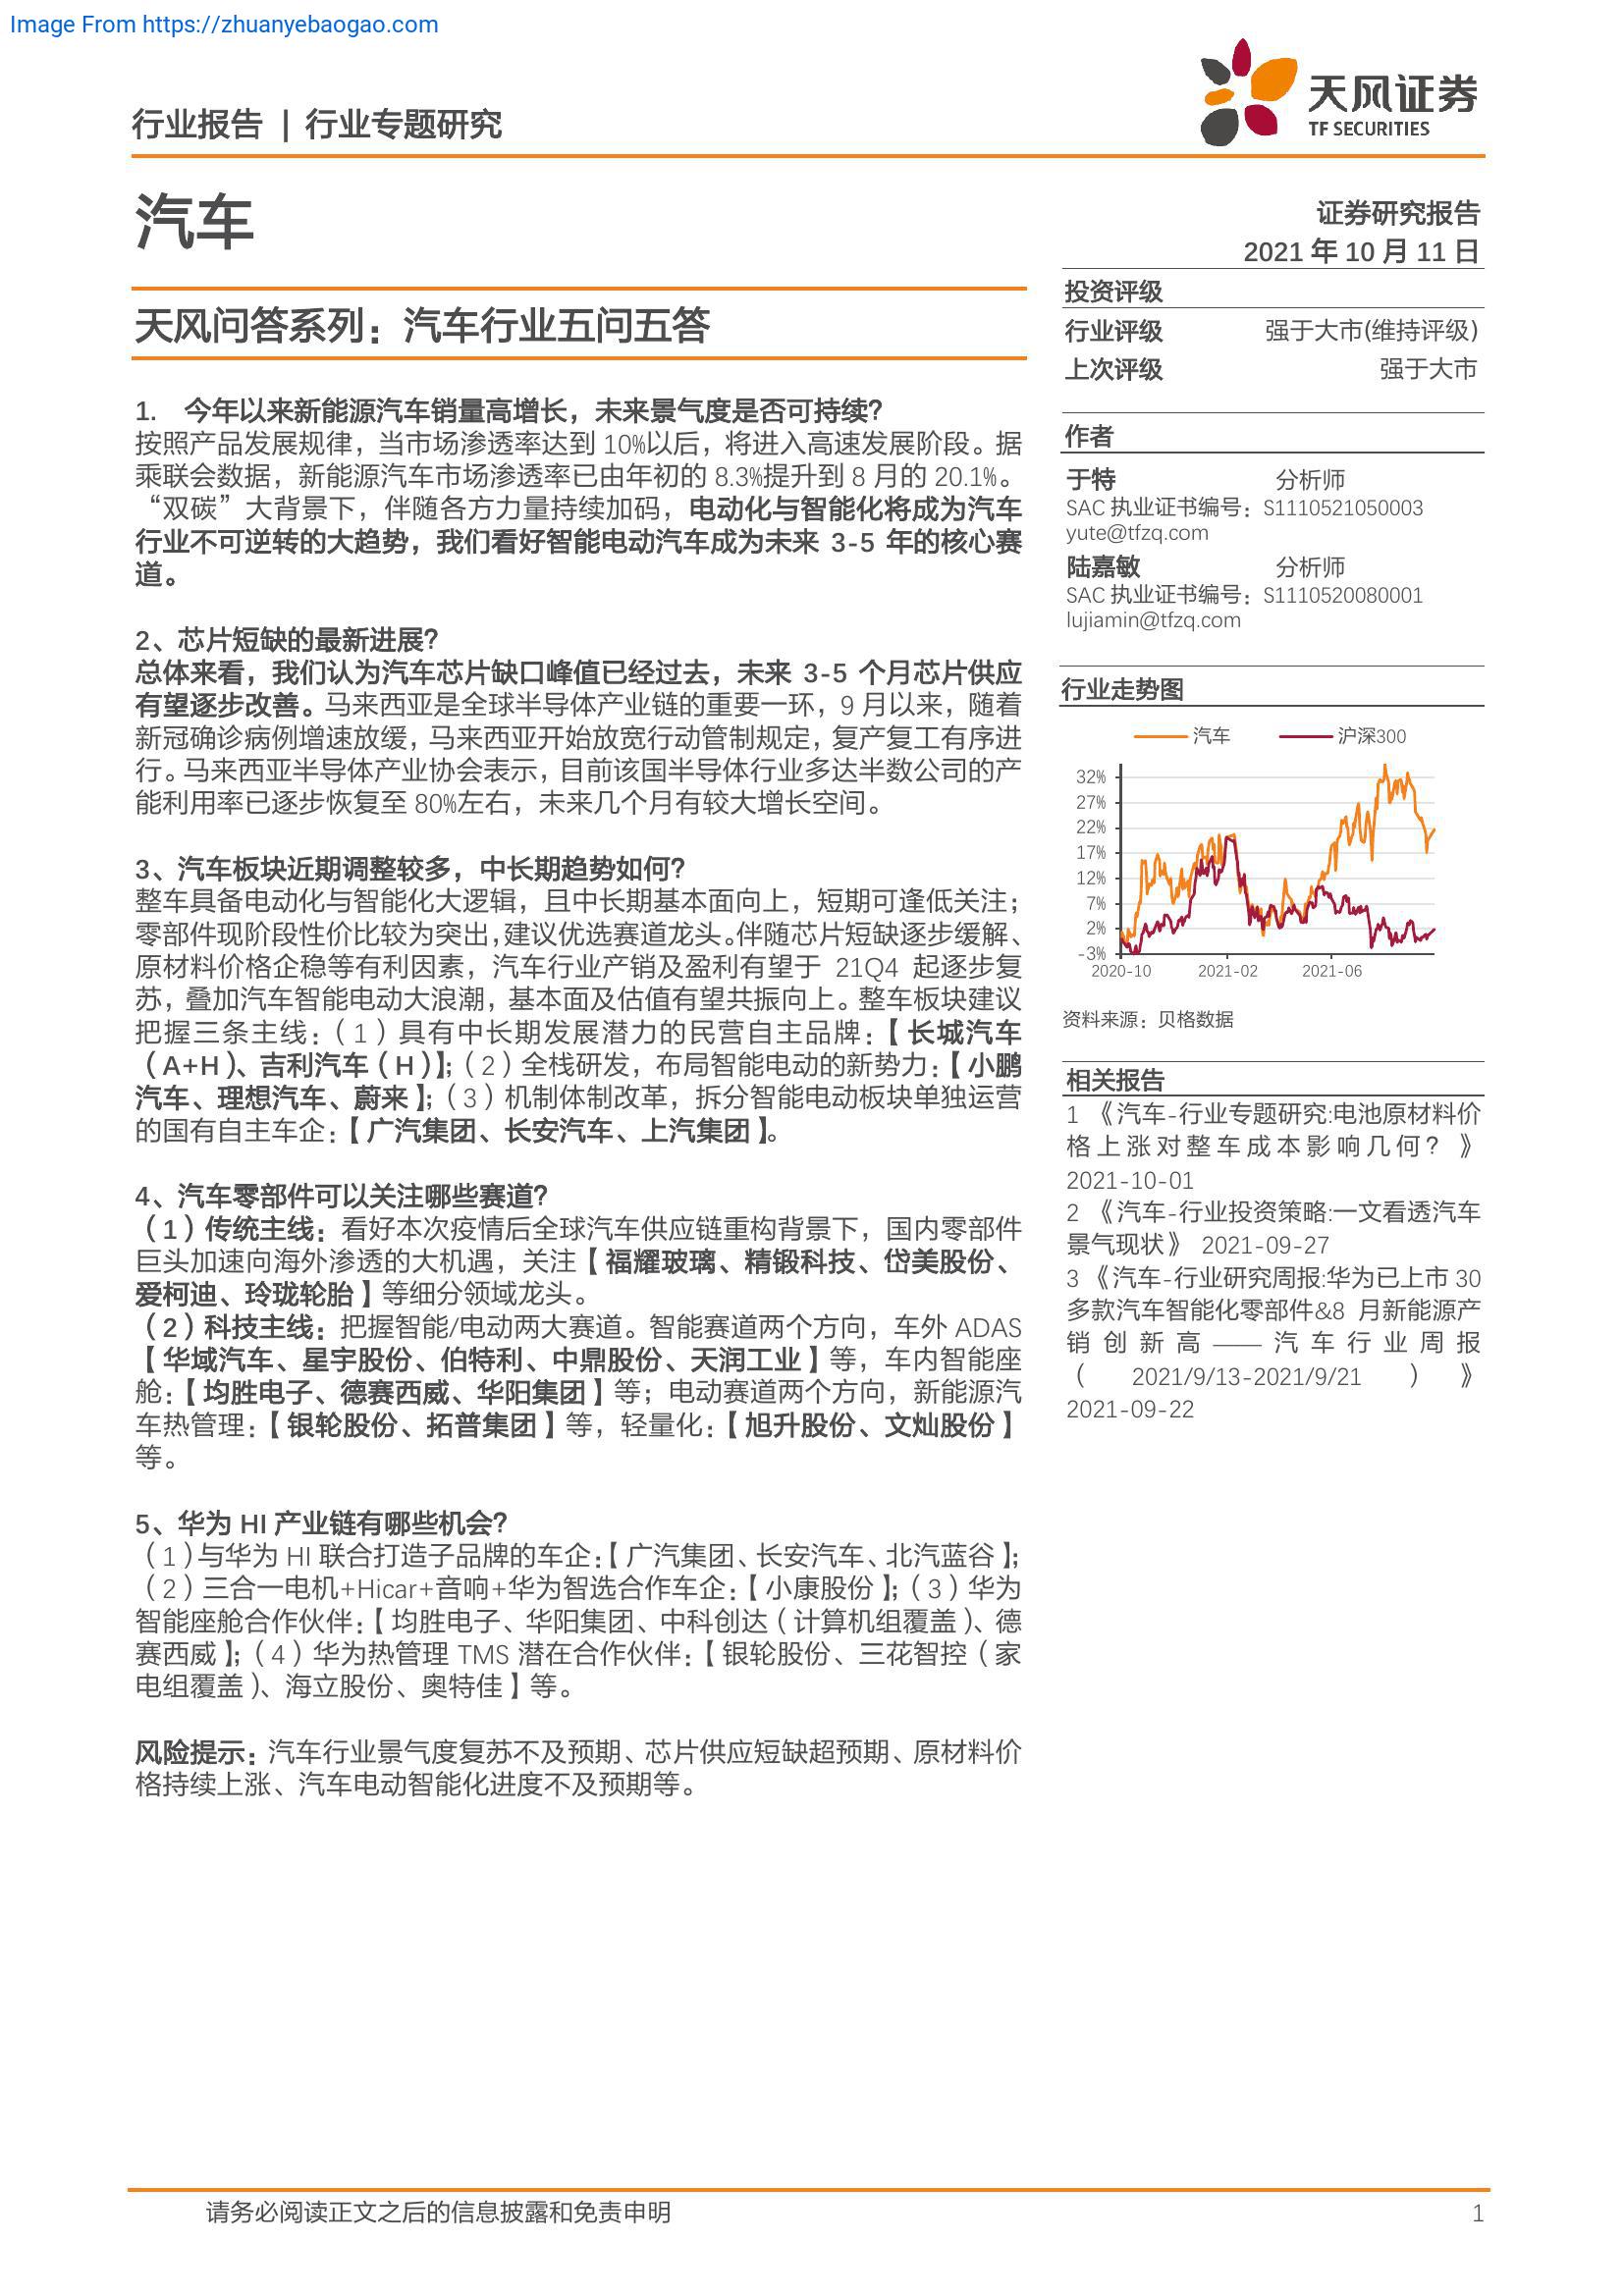 Image From https://zhuanyebaogao.com
行业报告 | 行业专题研究
天风证券
TF SECURITIES
汽车
证券研究报告
2021 年 10 月 11 日
天风问答系列：汽车行业五问五答
1. 今年以来新能源汽车销量高增长，未来景气度是否可持续？
按照产品发展规律，当市场渗透率达到 10%以后，将进入高速发展阶段。据
乘联会数据，新能源汽车市场渗透率已由年初的 8.3%提升到 8 月的 20.1%。
“双碳”大背景下，伴随各方力量持续加码，电动化与智能化将成为汽车
行业不可逆转的大趋势，我们看好智能电动汽车成为未来 3-5 年的核心赛
道。
2、芯片短缺的最新进展？
总体来看，我们认为汽车芯片缺口峰值已经过去，未来 3-5 个月芯片供应
有望逐步改善。马来西亚是全球半导体产业链的重要一环，9 月以来，随着
新冠确诊病例增速放缓，马来西亚开始放宽行动管制规定，复产复工有序进
行。马来西亚半导体产业协会表示，目前该国半导体行业多达半数公司的产
能利用率已逐步恢复至 80%左右，未来几个月有较大增长空间。
3、汽车板块近期调整较多，中长期趋势如何？
整车具备电动化与智能化大逻辑，且中长期基本面向上，短期可逢低关注；
零部件现阶段性价比较为突出，建议优选赛道龙头。伴随芯片短缺逐步缓解、
原材料价格企稳等有利因素，汽车行业产销及盈利有望于 21Q4 起逐步复
苏，叠加汽车智能电动大浪潮，基本面及估值有望共振向上。整车板块建议
把握三条主线：（1）具有中长期发展潜力的民营自主品牌：【长城汽车
（A+H）、吉利汽车（H）】；（2）全栈研发，布局智能电动的新势力：【小鹏
汽车、理想汽车、蔚来】；（3）机制体制改革，拆分智能电动板块单独运营
的国有自主车企：【广汽集团、长安汽车、上汽集团】。
4、汽车零部件可以关注哪些赛道？
（1）传统主线：看好本次疫情后全球汽车供应链重构背景下，国内零部件
巨头加速向海外渗透的大机遇，关注【福耀玻璃、精锻科技、岱美股份、
爱柯迪、玲珑轮胎】等细分领域龙头。
（2）科技主线：把握智能/电动两大赛道。智能赛道两个方向，车外 ADAS
【华域汽车、星宇股份、伯特利、中鼎股份、天润工业】等，车内智能座
舱：【均胜电子、德赛西威、华阳集团】等；电动赛道两个方向，新能源汽
车热管理：【银轮股份、拓普集团】等，轻量化：【旭升股份、文灿股份】
等。
5、华为 HI 产业链有哪些机会？
（1）与华为 HI 联合打造子品牌的车企：【广汽集团、长安汽车、北汽蓝谷】；
（2）三合一电机+Hicar+音响+华为智选合作车企：【小康股份】；（3）华为
智能座舱合作伙伴：【均胜电子、华阳集团、中科创达（计算机组覆盖）、德
赛西威】；（4）华为热管理 TMS 潜在合作伙伴：【银轮股份、三花智控（家
电组覆盖）、海立股份、奥特佳】等。
风险提示：汽车行业景气度复苏不及预期、芯片供应短缺超预期、原材料价
格持续上涨、汽车电动智能化进度不及预期等。
投资评级
行业评级 强于大市(维持评级)
上次评级 强于大市
作者
于特 分析师
SAC 执业证书编号：S1110521050003
yute@tfzq.com
陆嘉敏 分析师
SAC 执业证书编号：S1110520080001
lujiamin@tfzq.com
行业走势图
汽车 沪深300
32%
27%
22%
17%
12%
7%
2%
-3%
2020-10 2021-02 2021-06
资料来源：贝格数据
相关报告
1 《汽车-行业专题研究:电池原材料价
格上涨对整车成本影响几何？》
2021-10-01
2 《汽车-行业投资策略:一文看透汽车
景气现状》 2021-09-27
3 《汽车-行业研究周报:华为已上市 30
多款汽车智能化零部件&8 月新能源产
销创新高——汽车行业周报
（2021/9/13-2021/9/21）》
2021-09-22
请务必阅读正文之后的信息披露和免责申明 1